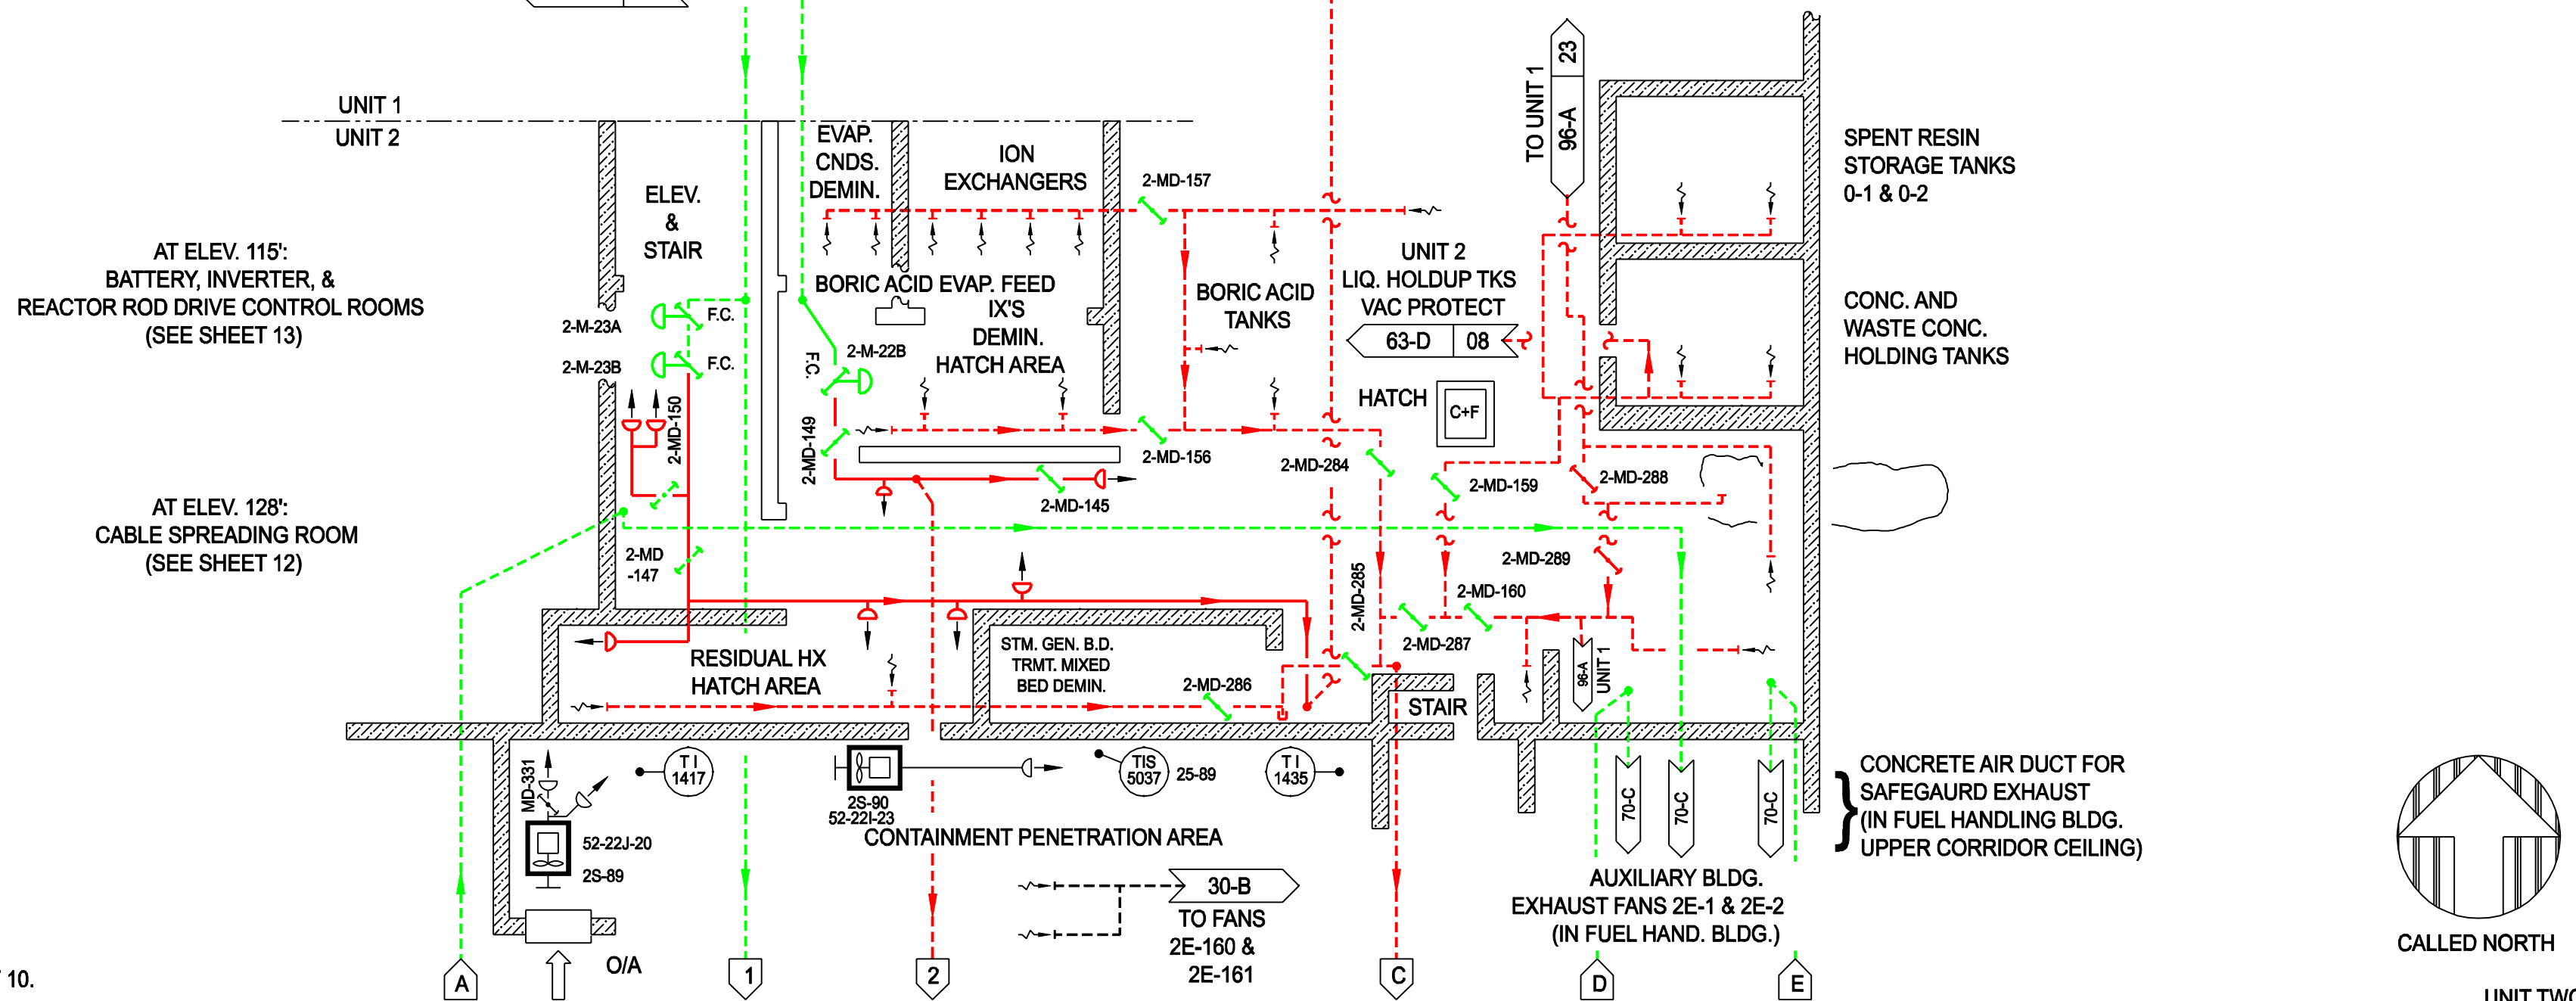 UNIT 1
UNIT 2
AT ELEV. 115':
BATTERY, INVERTER, &
REACTOR ROD DRIVE CONTROL ROOMS
(SEE SHEET 13)
AT ELEV. 128':
CABLE SPREADING ROOM
(SEE SHEET 12)
ELEV.
&
STAIR
EVAP.
CNDS.
DEMIN.
ION
EXCHANGERS
2-MD-157
BORIC ACID EVAP. FEED
IX'S
DEMIN.
HATCH AREA
BORIC ACID
TANKS
UNIT 2
LIQ. HOLDUP TKS
VAC PROTECT
63-D 08
TO UNIT 1
96-A 23
SPENT RESIN
STORAGE TANKS
0-1 & 0-2
CONC. AND
WASTE CONC.
HOLDING TANKS
2-M-23A
F.C.
2-M-23B
F.C.
F.C.
2-M-22B
2-MD-150
2-MD-149
HATCH
C+F
2-MD-156
2-MD-145
2-MD-284
2-MD-159
2-MD-288
2-MD
-147
2-MD-289
2-MD-285
2-MD-160
2-MD-287
RESIDUAL HX
HATCH AREA
STM. GEN. B.D.
TRMT. MIXED
BED DEMIN.
2-MD-286
STAIR
96-A
UNIT 1
MD-331
TI
1417
2S-90
52-22I-23
TIS
5037
25-89
TI
1435
70-C
70-C
70-C
CONCRETE AIR DUCT FOR
SAFEGAURD EXHAUST
(IN FUEL HANDLING BLDG.
UPPER CORRIDOR CEILING)
52-22J-20
2S-89
CONTAINMENT PENETRATION AREA
30-B
TO FANS
2E-160 &
2E-161
AUXILIARY BLDG.
EXHAUST FANS 2E-1 & 2E-2
(IN FUEL HAND. BLDG.)
O/A
A
1
2
C
D
E
CALLED NORTH
10.
UNIT TWO